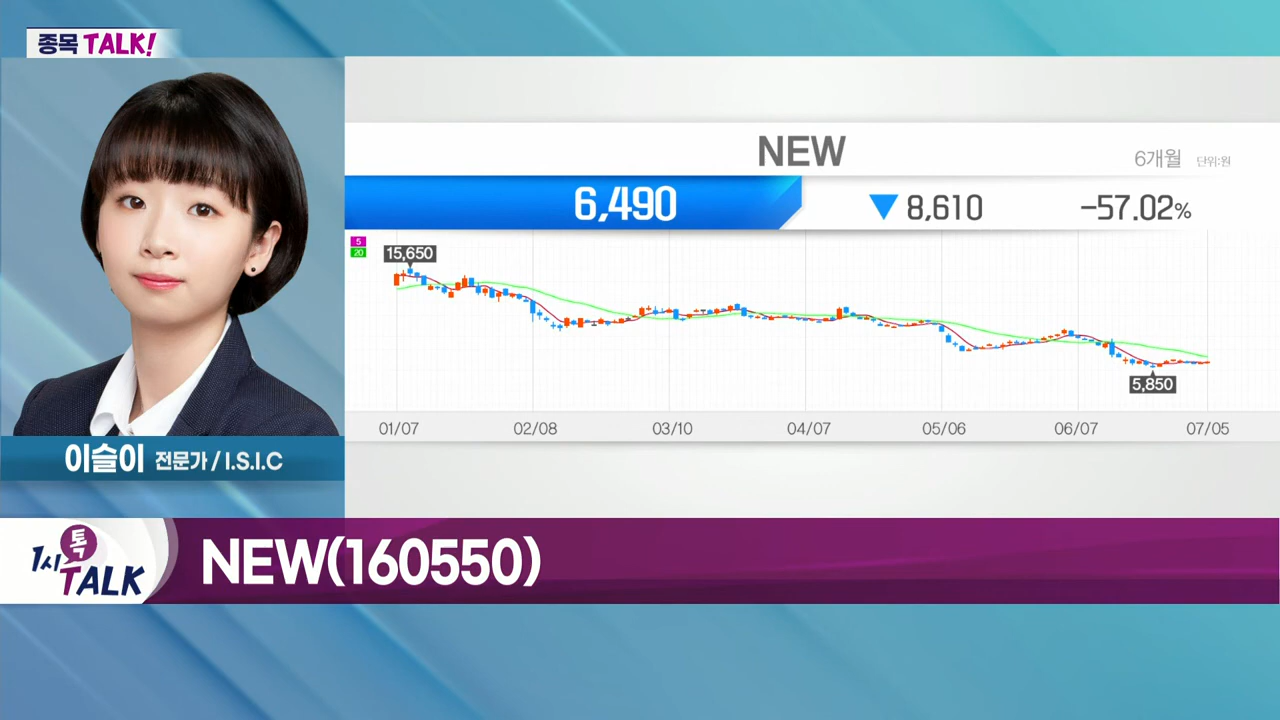 종목 TALK!
NEW
6개월 단위:원
6,490 ▼ 8,610 -57.02%
5
20
15,650
5,850
01/07 02/08 03/10 04/07 05/06 06/07 07/05
이슬이 전문가 / I.S.I.C
1시 톡 TALK
NEW(160550)